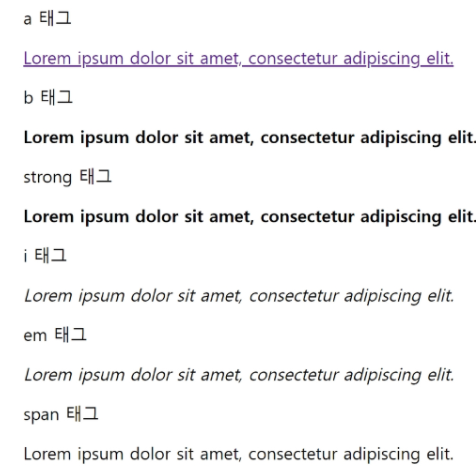 a 태그
Lorem ipsum dolor sit amet, consectetur adipiscing elit.
b 태그
Lorem ipsum dolor sit amet, consectetur adipiscing elit.
strong 태그
Lorem ipsum dolor sit amet, consectetur adipiscing elit.
i 태그
Lorem ipsum dolor sit amet, consectetur adipiscing elit.
em 태그
Lorem ipsum dolor sit amet, consectetur adipiscing elit.
span 태그
Lorem ipsum dolor sit amet, consectetur adipiscing elit.